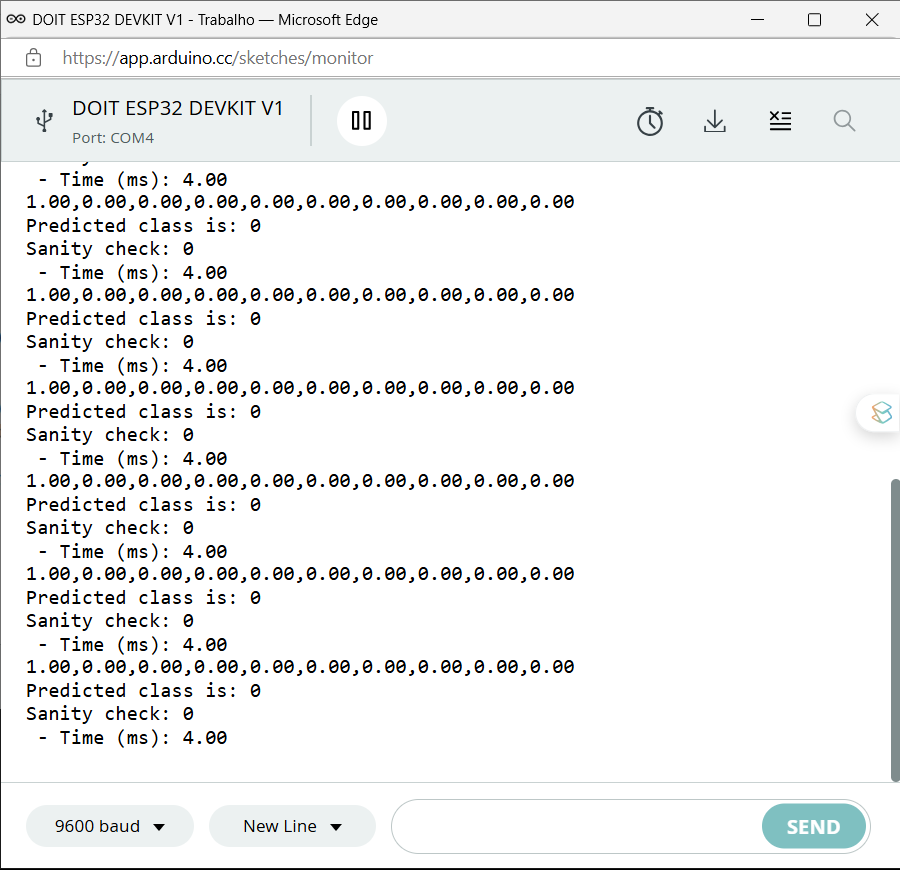 DOIT ESP32 DEVKIT V1 - Trabalho — Microsoft Edge
https://app.arduino.cc/sketches/monitor
DOIT ESP32 DEVKIT V1
Port: COM4
- Time (ms): 4.00
1.00,0.00,0.00,0.00,0.00,0.00,0.00,0.00,0.00,0.00
Predicted class is: 0
Sanity check: 0
- Time (ms): 4.00
1.00,0.00,0.00,0.00,0.00,0.00,0.00,0.00,0.00,0.00
Predicted class is: 0
Sanity check: 0
- Time (ms): 4.00
1.00,0.00,0.00,0.00,0.00,0.00,0.00,0.00,0.00,0.00
Predicted class is: 0
Sanity check: 0
- Time (ms): 4.00
1.00,0.00,0.00,0.00,0.00,0.00,0.00,0.00,0.00,0.00
Predicted class is: 0
Sanity check: 0
- Time (ms): 4.00
1.00,0.00,0.00,0.00,0.00,0.00,0.00,0.00,0.00,0.00
Predicted class is: 0
Sanity check: 0
- Time (ms): 4.00
1.00,0.00,0.00,0.00,0.00,0.00,0.00,0.00,0.00,0.00
Predicted class is: 0
Sanity check: 0
- Time (ms): 4.00
9600 baud
New Line
SEND